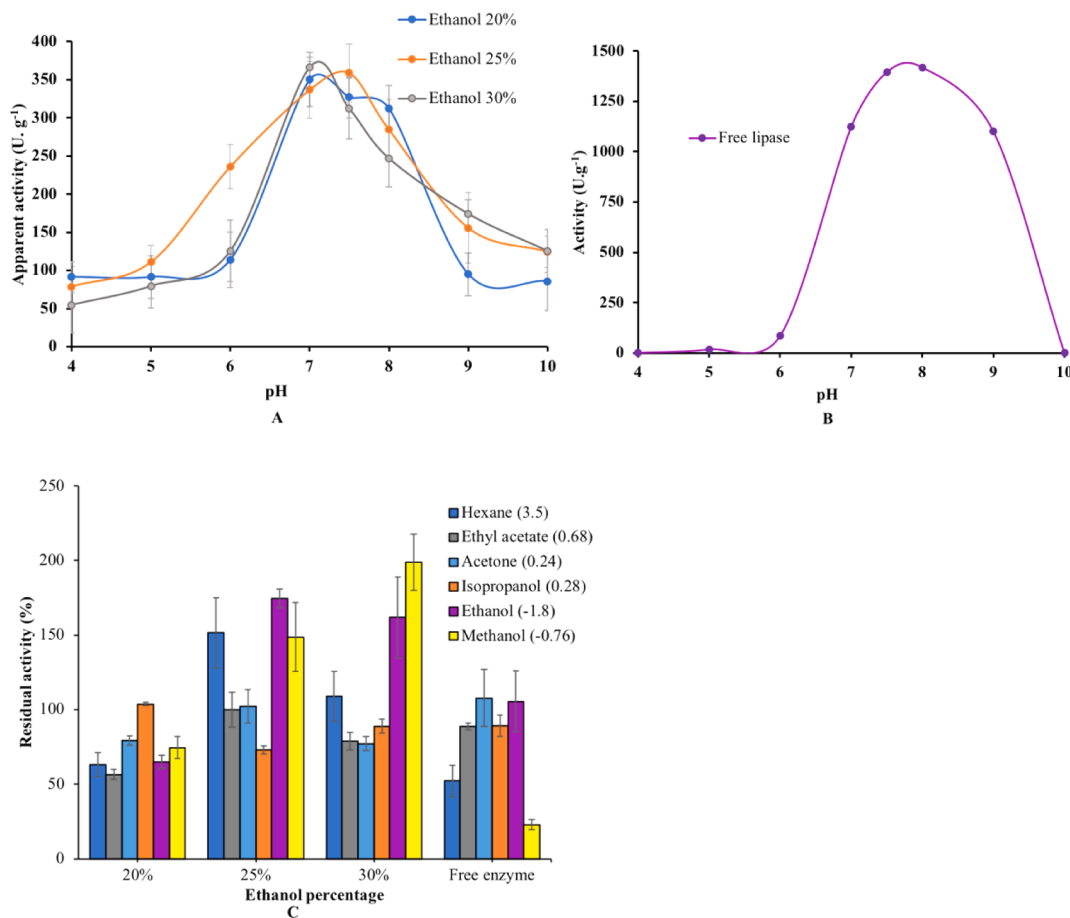 Ethanol 20%
Ethanol 25%
Ethanol 30%
Apparent activity (U. g⁻¹)
400
350
300
250
200
150
100
50
0
4 5 6 7 8 9 10
pH
A
Free lipase
Activity (U.g⁻¹)
1500
1250
1000
750
500
250
0
4 5 6 7 8 9 10
pH
B
Residual activity (%)
250
200
150
100
50
0
Hexane (3.5)
Ethyl acetate (0.68)
Acetone (0.24)
Isopropanol (0.28)
Ethanol (-1.8)
Methanol (-0.76)
20% 25% 30% Free enzyme
Ethanol percentage
C